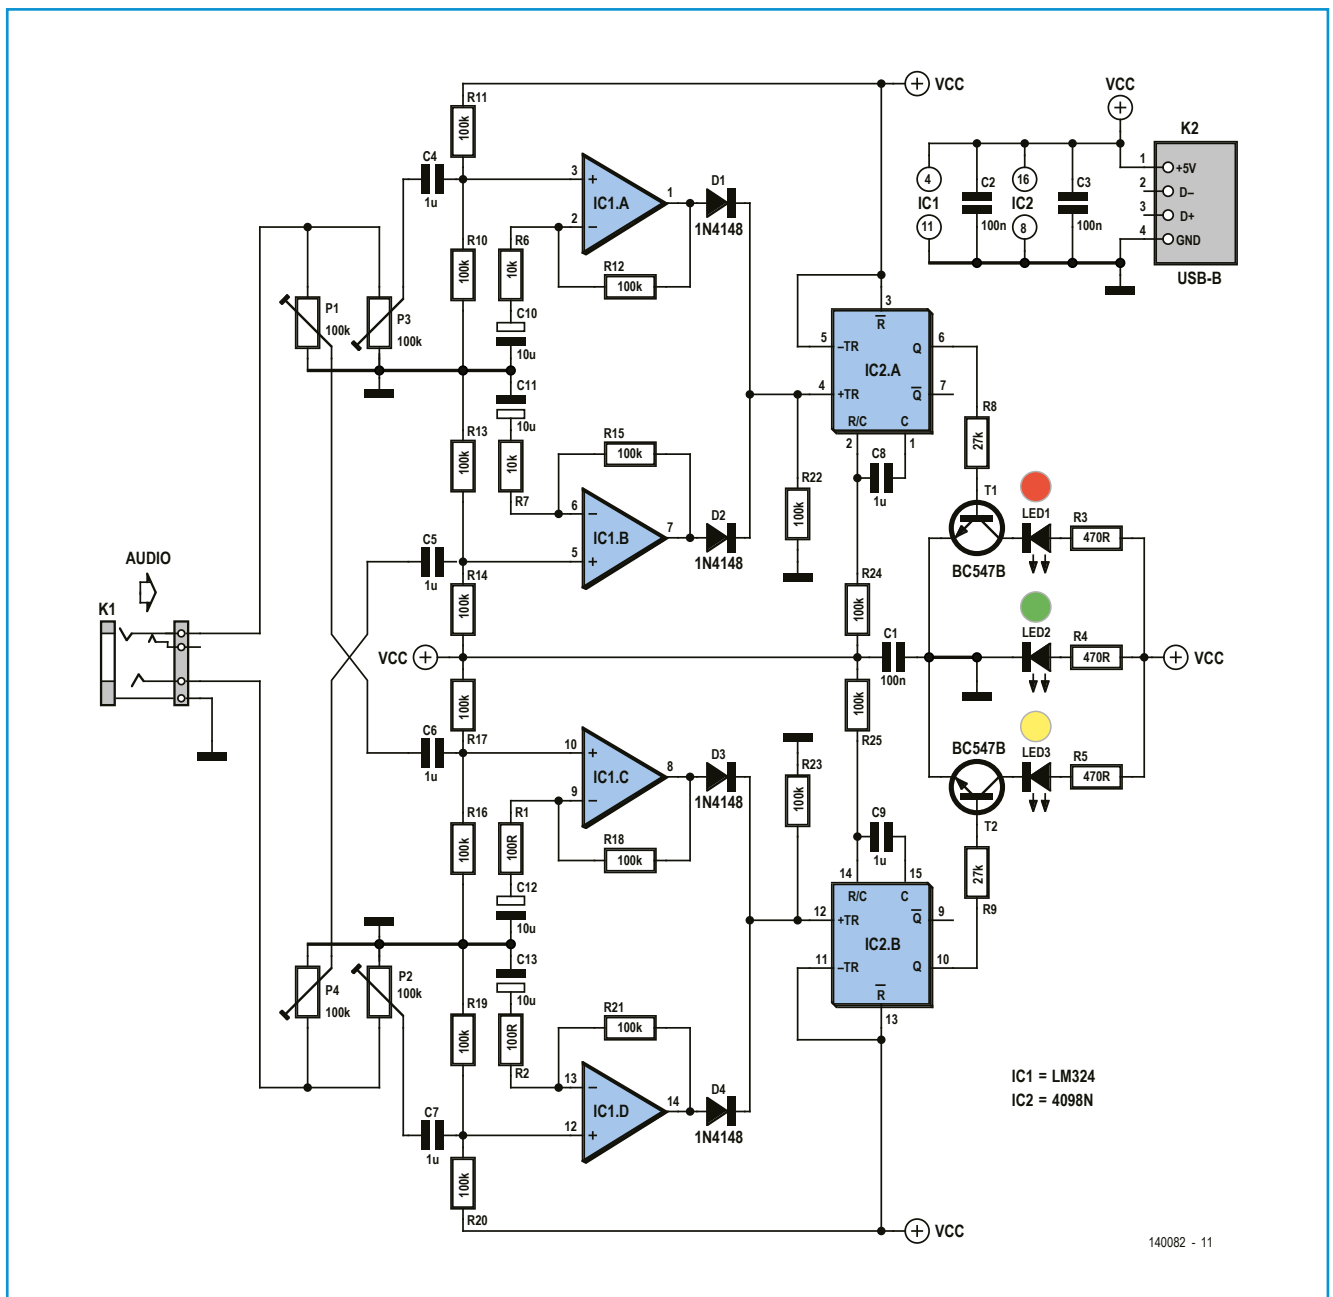 VCC
R11
100k
C4
1u
3
+
2
−
IC1.A
1
D1
1N4148
R10
100k
R6
10k
R12
100k
C10
10u
P1
100k
P3
100k
C11
10u
R13
100k
R15
100k
10k
R7
6
−
5
+
IC1.B
7
D2
1N4148
C5
1u
R14
100k
AUDIO
K1
VCC
VCC
K2
1
+5V
2
D−
3
D+
4
GND
USB-B
4
IC1
11
C2
100n
16
IC2
8
C3
100n
3
R
5
−TR
Q
6
IC2.A
4
+TR
Q
7
R/C
C
2
1
C8
1u
R22
100k
R8
27k
T1
BC547B
LED1
R3
470R
R24
100k
C1
100n
LED2
R4
470R
VCC
100k
R25
BC547B
LED3
R5
470R
T2
100k
R17
C6
1u
10
+
9
−
IC1.C
8
D3
1N4148
R23
100k
R16
100k
R1
100R
R18
100k
C12
10u
C9
1u
14
15
R/C
C
12
+TR
Q
9
IC2.B
11
−TR
Q
10
R
13
27k
R9
P4
100k
P2
100k
C13
10u
R19
100k
R21
100k
100R
R2
13
−
12
+
IC1.D
14
D4
1N4148
C7
1u
100k
R20
VCC
IC1 = LM324
IC2 = 4098N
140082 - 11